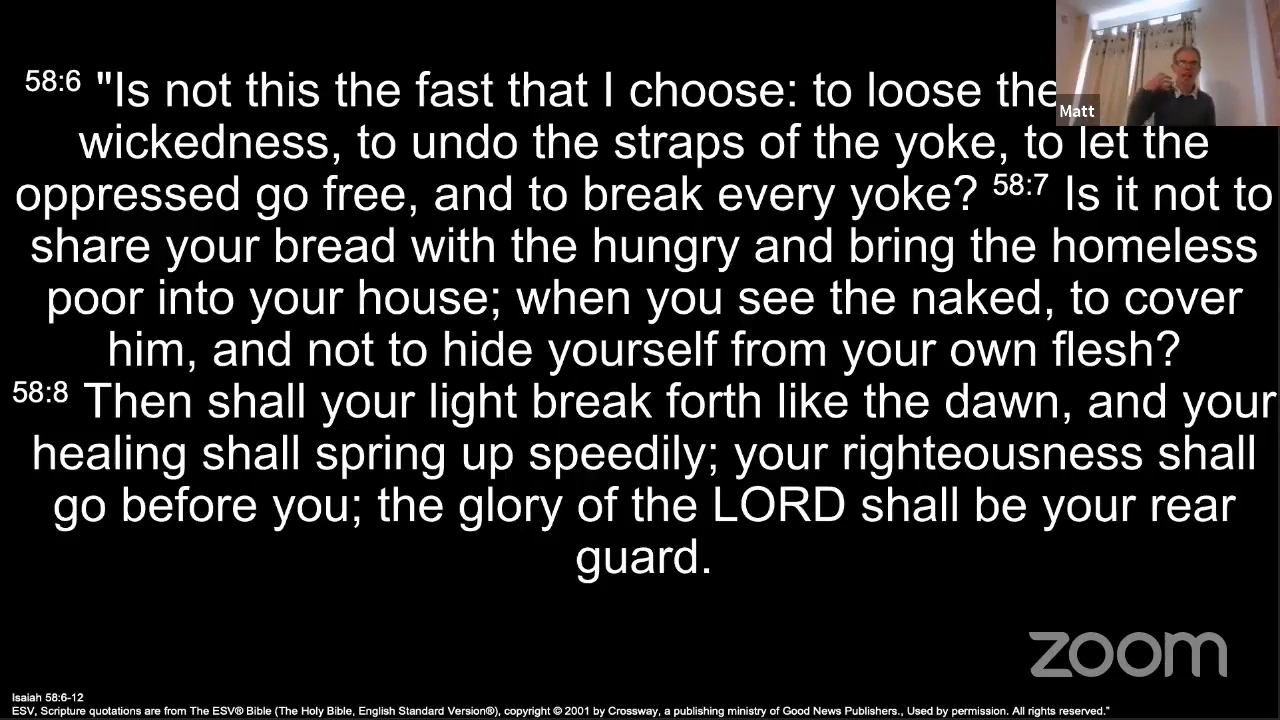 58:6 "Is not this the fast that I choose: to loose the
wickedness, to undo the straps of the yoke, to let the
oppressed go free, and to break every yoke? 58:7 Is it not to
share your bread with the hungry and bring the homeless
poor into your house; when you see the naked, to cover
him, and not to hide yourself from your own flesh?
58:8 Then shall your light break forth like the dawn, and your
healing shall spring up speedily; your righteousness shall
go before you; the glory of the LORD shall be your rear
guard.
Matt
zoom
Isaiah 58:6-12
ESV, Scripture quotations are from The ESV® Bible (The Holy Bible, English Standard Version®), copyright © 2001 by Crossway, a publishing ministry of Good News Publishers., Used by permission. All rights reserved."